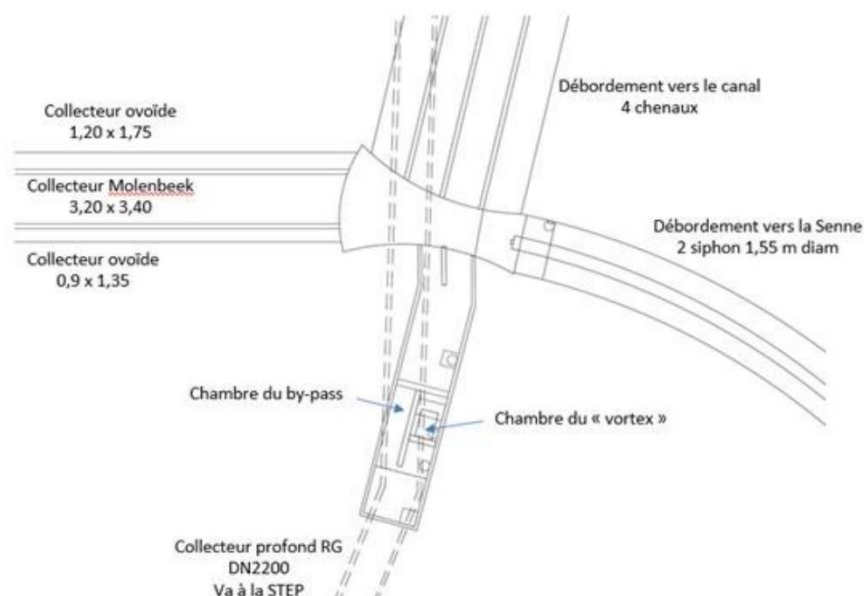 Débordement vers le canal
4 chenaux
Collecteur ovoïde
1,20 x 1,75
Collecteur Molenbeek
3,20 x 3,40
Débordement vers la Senne
2 siphon 1,55 m diam
Collecteur ovoïde
0,9 x 1,35
Chambre du by-pass
Chambre du « vortex »
Collecteur profond RG
DN2200
Va à la STEP